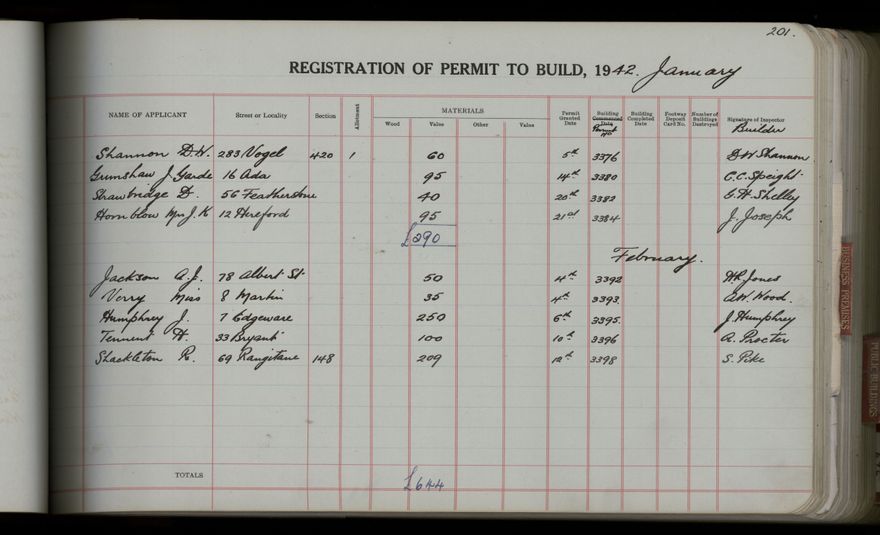 201.
REGISTRATION OF PERMIT TO BUILD, 1942. January
NAME OF APPLICANT Street or Locality Section Allotment MATERIALS Wood Value Other Value Permit Granted Date Building Commenced Date Permit No Building Completed Date Footway Deposit Card No. Number of Buildings Destroyed Signature of Inspector Builder
Shannon D.W. 283 Vogel 420 1 60 5th 3376 D W Shannon.
Grimshaw J. Garde 16 Ada 95 14th 3380 C.C. Speight.
Strawbridge D. 56 Featherstone 40 20th 3382 E. H. Shelley
Hornblow Mrs J. K 12 Hereford 95 21st 3384 J. Joseph
£290
February.
Jackson A.J. 78 Albert St. 50 4th 3392 Jones
Verry Miss 8 Martin 35 4th 3393. A.W. Wood.
Humphrey J. 7 Edgeware 250 6th 3395. J. Humphrey
Tennent H. 33 Bryant 100 10th 3396 A. Procter
Shackleton R. 69 Rangitane 148 209 12th 3398 S. Pike
TOTALS £644
BUSINESS PREMISES
PUBLIC BUILDINGS